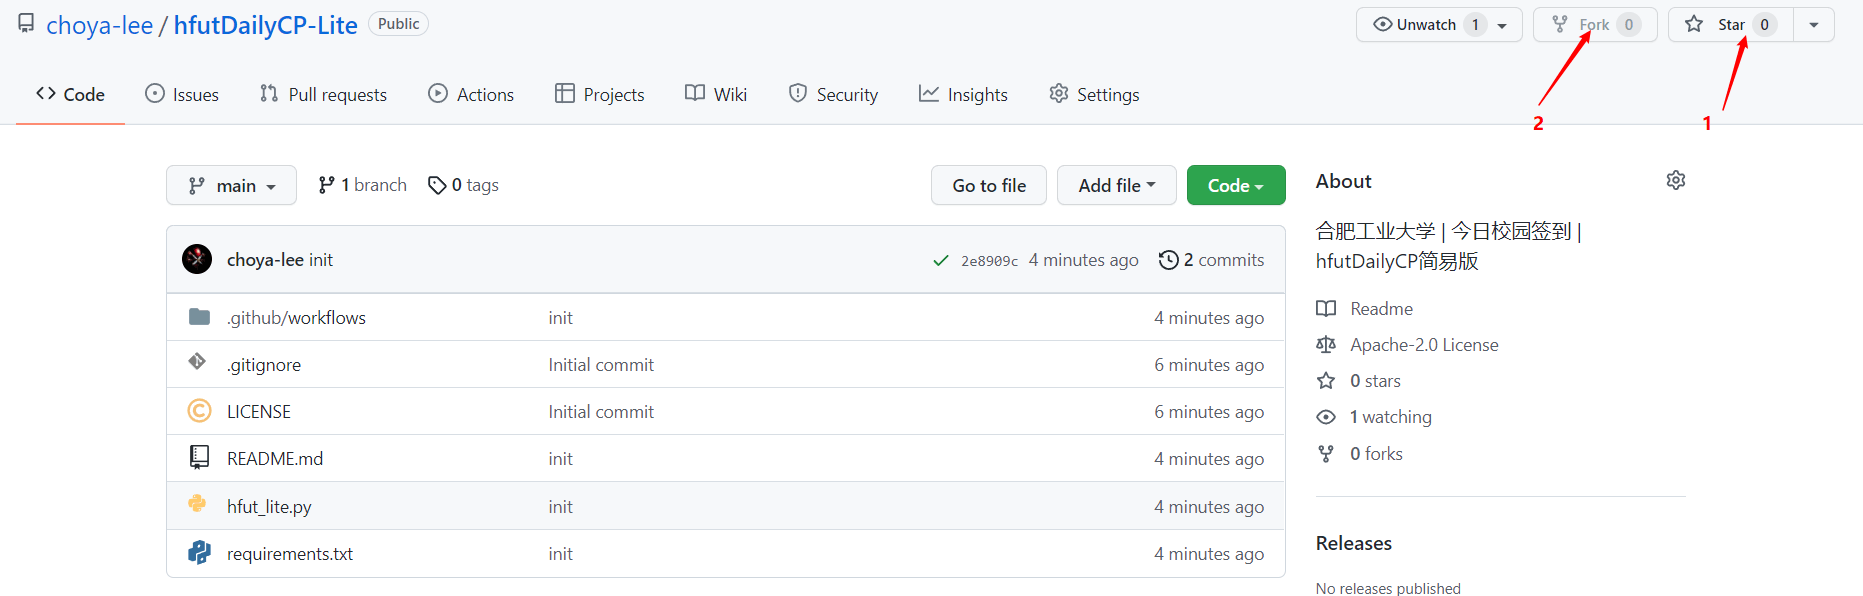 choya-lee / hfutDailyCP-Lite Public Unwatch 1 Fork 0 Star 0
Code Issues Pull requests Actions Projects Wiki Security Insights Settings
2 1
main 1 branch 0 tags Go to file Add file Code
choya-lee init 2e8909c 4 minutes ago 2 commits
.github/workflows init 4 minutes ago
.gitignore Initial commit 6 minutes ago
LICENSE Initial commit 6 minutes ago
README.md init 4 minutes ago
hfut_lite.py init 4 minutes ago
requirements.txt init 4 minutes ago
About
合肥工业大学 | 今日校园签到 |
hfutDailyCP简易版
Readme
Apache-2.0 License
0 stars
1 watching
0 forks
Releases
No releases published